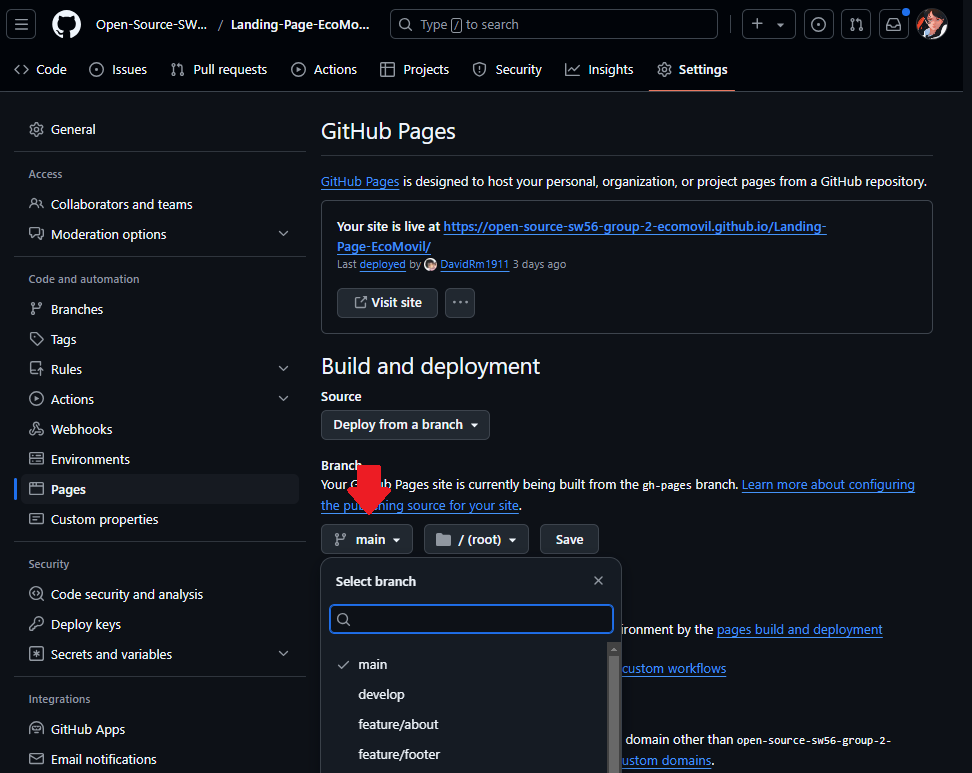 Open-Source-SW... / Landing-Page-EcoMo...
Type / to search
Code Issues Pull requests Actions Projects Security Insights Settings
General
Access
Collaborators and teams
Moderation options
Code and automation
Branches
Tags
Rules
Actions
Webhooks
Environments
Pages
Custom properties
Security
Code security and analysis
Deploy keys
Secrets and variables
Integrations
GitHub Apps
Email notifications
GitHub Pages
GitHub Pages is designed to host your personal, organization, or project pages from a GitHub repository.
Your site is live at https://open-source-sw56-group-2-ecomovil.github.io/Landing-
Page-EcoMovil/
Last deployed by DavidRm1911 3 days ago
Visit site
Build and deployment
Source
Deploy from a branch
Branch
Your Pages site is currently being built from the gh-pages branch. Learn more about configuring
the source for your site.
main / (root) Save
Select branch
main
develop
feature/about
feature/footer
by the pages build and deployment
custom workflows
domain other than open-source-sw56-group-2-
domains.